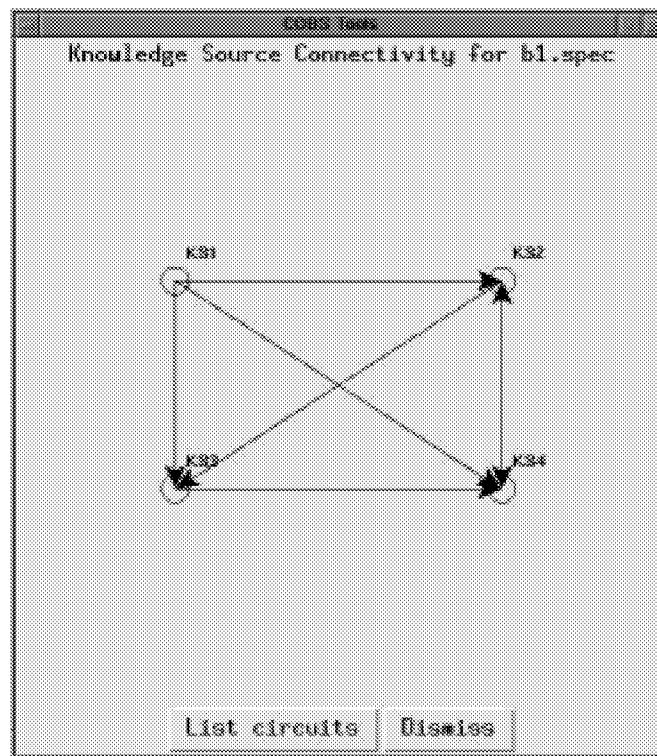 COBS Tools
Knowledge Source Connectivity for b1.spec
KS1 KS2
KS3 KS4
List circuits Dismiss